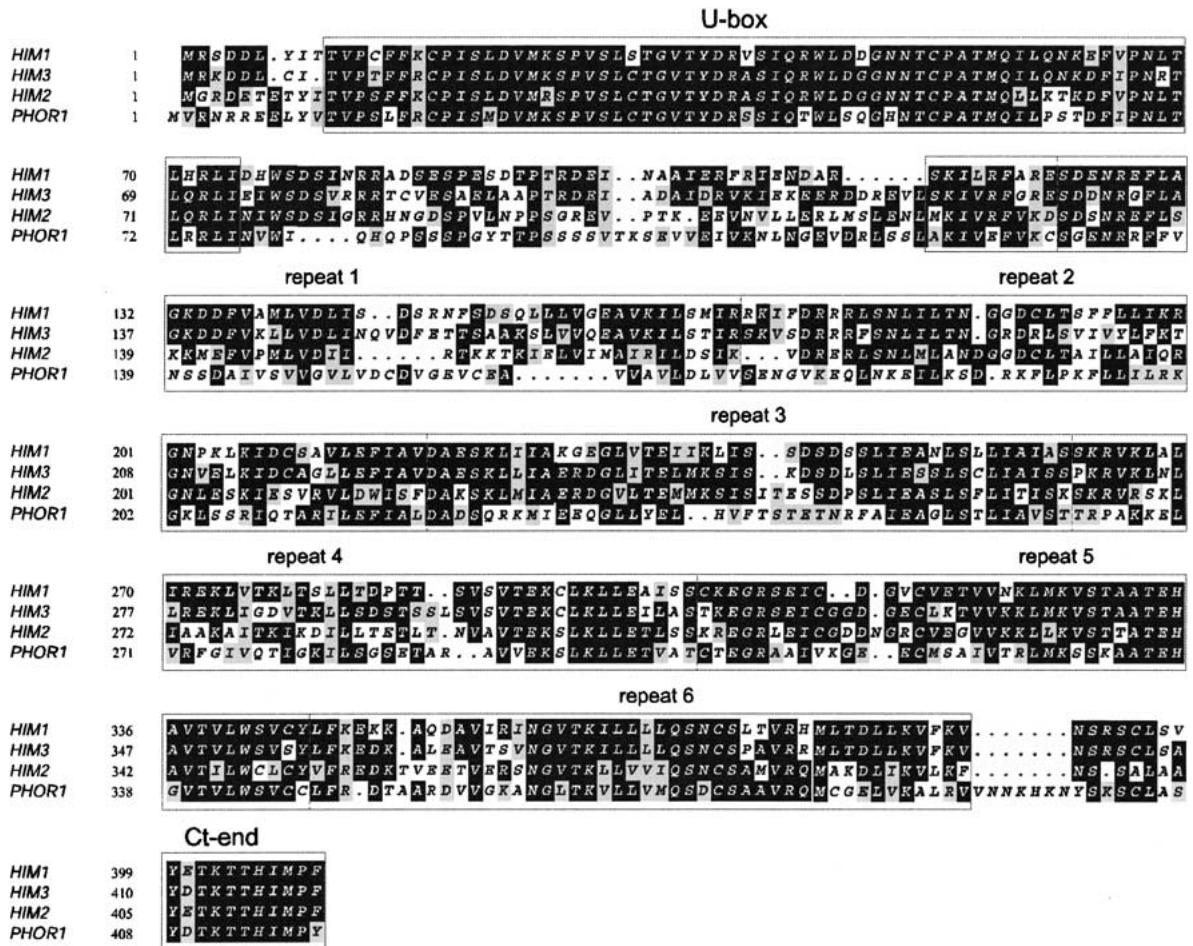 U-box
HIM1 1 MRSDDL.YITTVPCFFKCPISLDVMKSPVSLSTGVTYDRVSIQRWLDDGNNTCPATMQILQNKEFVPNLT
HIM3 1 MRKDDL.CI.TVPTFFRCPISLDVMKSPVSLCTGVTYDRASIQRWLDGGNNTCPATMQILQNKDFIPNRT
HIM2 1 MGRDETETYITVPSFFKCPISLDVMRSPVSLCTGVTYDRASIQRWLDGGNNTCPATMQLLKTKDFVPNLT
PHOR1 1 MVRNRREELYVTVPSLFRCPISMDVMKSPVSLCTGVTYDRSSIQTWLSQGHNTCPATMQILPSTDFIPNLT
HIM1 70 LHRLIDHWSDSINRRADSESPESDTPTRDEI..NAAIERFRIENDAR......SKILRFARESDENREFLA
HIM3 69 LQRLIEIWSDSVRRRTCVESAELAAPTRDEI..ADAIDRVKIEKEERDDREVLSKIVRFGRESDDNRGFLA
HIM2 71 LQRLINIWSDSIGRRHNGDSPVLNPPSGREV..PTK.EEVNVLLERLMSLENLMKIVRFVKDSDSNREFLS
PHOR1 72 LRRLINVWI....QHQPSSSPGYTTPSSSSVTKSEVVEIVKNLNGEVDRLSSLAKIVEFVKCSGENRRFFV
repeat 1 repeat 2
HIM1 132 GKDDFVAMLVDLIS..DSRNFSDSQLLLVGEAVKILSMIRRKIFDRRRLSNLILTN.GGDCLTSFFLLIKR
HIM3 137 GKDDFVKLLVDLINQVDFETTSAAKSLVVQEAVKILSTIRSKVSDRRRFSNLILTN.GRDRLSVIVYLFKT
HIM2 139 KKMEFVPMLVDII......RTKKTKIELVIMAIRILDSIK...VDRERLSNLMLANDGGDCLTAILLAIQR
PHOR1 139 NSSDAIVSVVGVLVDCDVGEVCEA.......VVAVLDLVVSENGVKEQLNKEILKSD.RKFLPKFLLILRK
repeat 3
HIM1 201 GNPKLKIDCSAVLEFIAVDAESKLIIAKGEGLVTEIIKLIS..SDSDSSLIEANLSLLIAIASSKRVKLAL
HIM3 208 GNVELKIDCAGLLEFIAVDAESKLLIAERDGLITELMKSIS..KDSDLSLIESSLSCLIAISSPKRVKLNL
HIM2 201 GNLESKIESVRVLDWISFDAKSKLMIAERDGVLTEMMKSISITESSDPSLIEASLSFLITISKSKRVRSKL
PHOR1 202 GKLSSRIQTARILEFIALDADSQRKMIEEQGLLYEL..HVFTSTETNRFAIEAGLSTLIAVSTTRPAKKEL
repeat 4 repeat 5
HIM1 270 IREKLVTKLTSLLTDPTT..SVSVTEKCLKLLEAISSCKEGRSEIC..D.GVCVETVVNKLMKVSTAATEH
HIM3 277 LREKLIGDVTKLLSDSTSSLSVSVTEKCLKLLEILASTKEGRSEICGGD.GECLKTVVKKLMKVSTAATEH
HIM2 272 IAAKAITKIKDILLTETLT.NVAVTEKSLKLLETLSSKREGRLEICGDDNGRCVEGVVKKLLKVSTTATEH
PHOR1 271 VRFGIVQTIGKILSGSETAR..AVVEKSLKLLETVATCTEGRAAIVKGE..ECMSAIVTRLMKSSKAATEH
repeat 6
HIM1 336 AVTVLWSVCYLFKEKK.AQDAVIRINGVTKILLLLQSNCSLTVRHMLTDLLKVFKV.......NSRSCLSV
HIM3 347 AVTVLWSVSYLFKEDK.ALEAVTSVNGVTKILLLLQSNCSPAVRRMLTDLLKVFKV.......NSRSCLSA
HIM2 342 AVTILWCLCYVFREDKTVEETVERSNGVTKLLVVIQSNCSAMVRQMAKDLIKVLKF.......NS.SALAA
PHOR1 338 GVTVLWSVCCLFR.DTAARDVVGKANGLTKVLLVMQSDCSAAVRQMCGELVKALRVVNNKHKNYSKSCLAS
Ct-end
HIM1 399 YETKTTHIMPF
HIM3 410 YDTKTTHIMPF
HIM2 405 YETKTTHIMPF
PHOR1 408 YDTKTTHIMPY